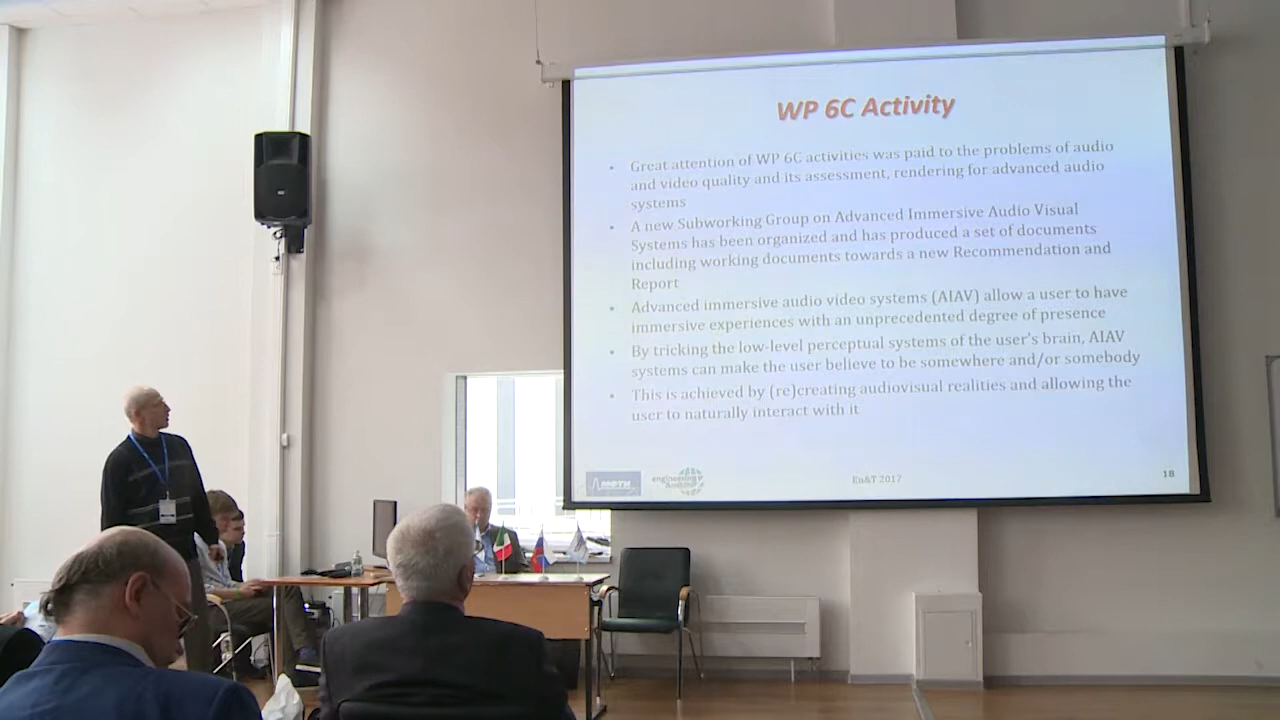 WP 6C Activity
• Great attention of WP 6C activities was paid to the problems of audio
and video quality and its assessment, rendering for advanced audio
systems
• A new Subworking Group on Advanced Immersive Audio Visual
Systems has been organized and has produced a set of documents
including working documents towards a new Recommendation and
Report
• Advanced immersive audio video systems (AIAV) allow a user to have
immersive experiences with an unprecedented degree of presence
• By tricking the low-level perceptual systems of the user's brain, AIAV
systems can make the user believe to be somewhere and/or somebody
• This is achieved by (re)creating audiovisual realities and allowing the
user to naturally interact with it
МФТИ
engineering
En&T 2017
18